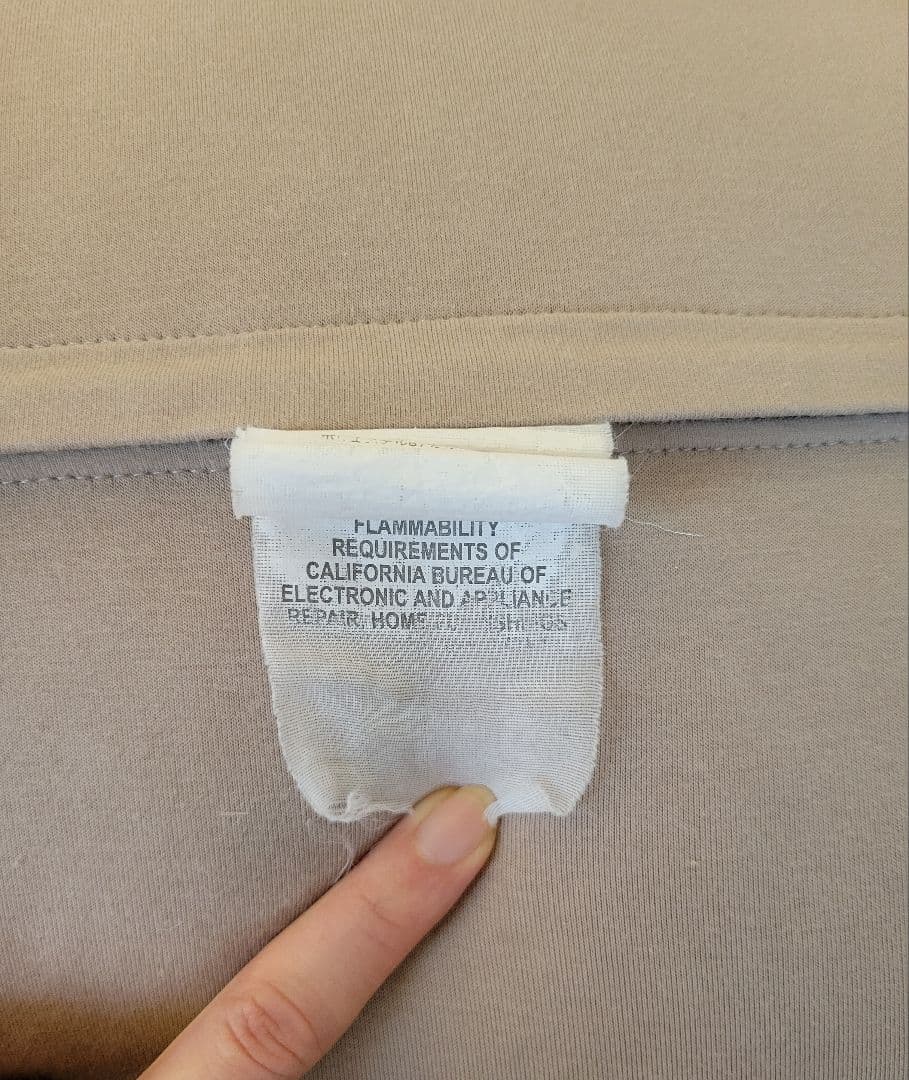 FLAMMABILITY
REQUIREMENTS OF
CALIFORNIA BUREAU OF
ELECTRONIC AND APPLIANCE
REPAIR, HOME